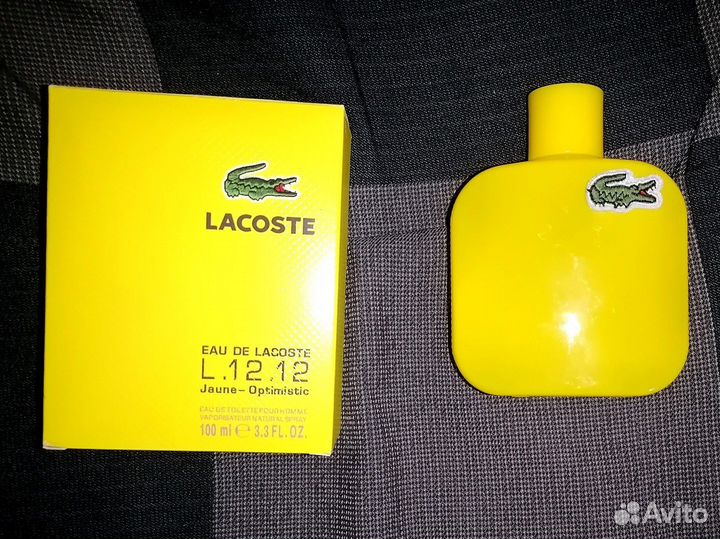 LACOSTE
EAU DE LACOSTE
L.12.12
Jaune- Optimistic
EAU DE TOILETTE POUR HOMME
VAPORISATEUR NATURAL SPRAY
100 ml ℮ 3.3 FL. OZ.
Avito